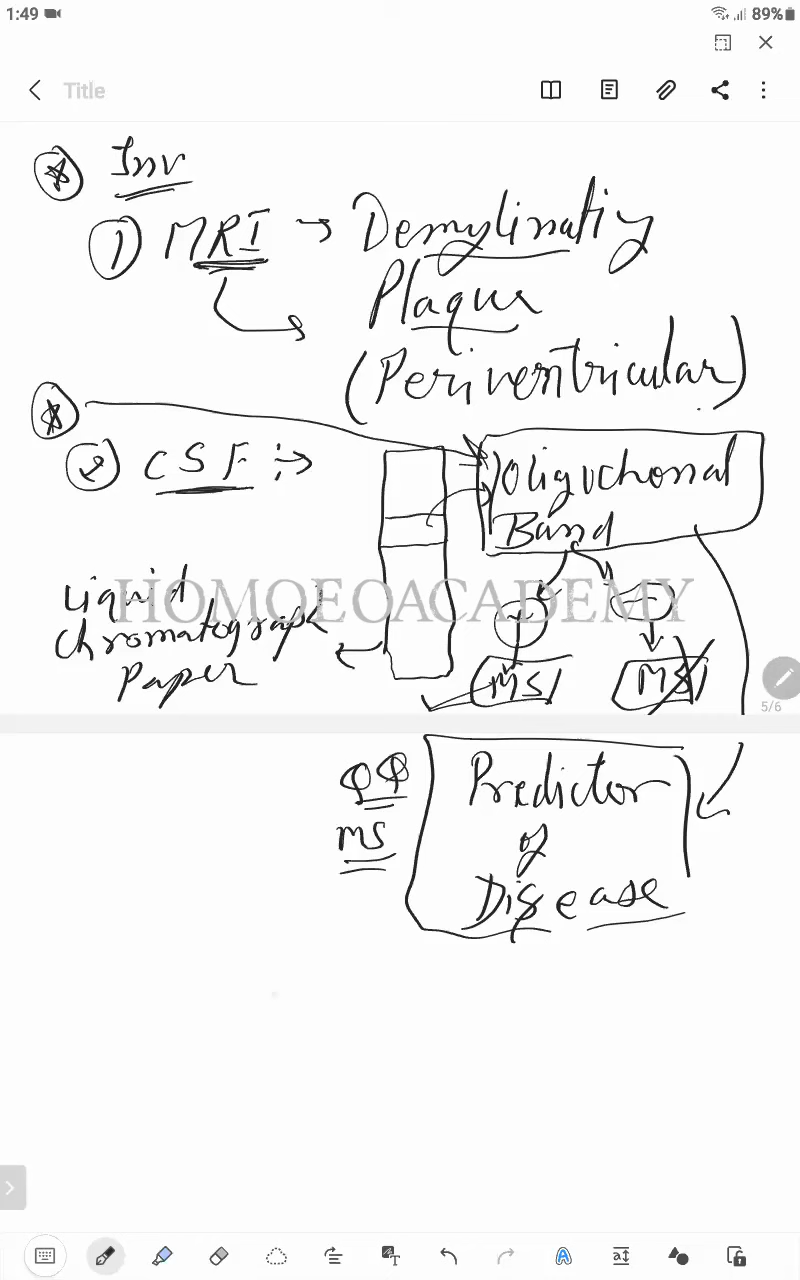 1:49
89%
Title
Inv
1) MRI → Demylinating
Plaque
(Periventricular)
2) CSF :→
Oligochonal
Band
HOMOEOACADEMY
Liquid
Chromatograph
Paper
+
-
MS
MS
5/6
MS
Predictor
of
Disease